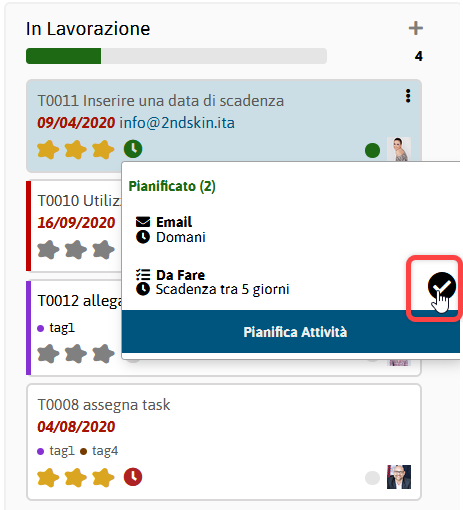 In Lavorazione
4
T0011 Inserire una data di scadenza
09/04/2020 info@2ndskin.ita
Pianificato (2)
Email
Domani
Da Fare
Scadenza tra 5 giorni
Pianifica Attività
T0010
16/09/2020
T0012
tag1
T0008 assegna task
04/08/2020
tag1 tag4